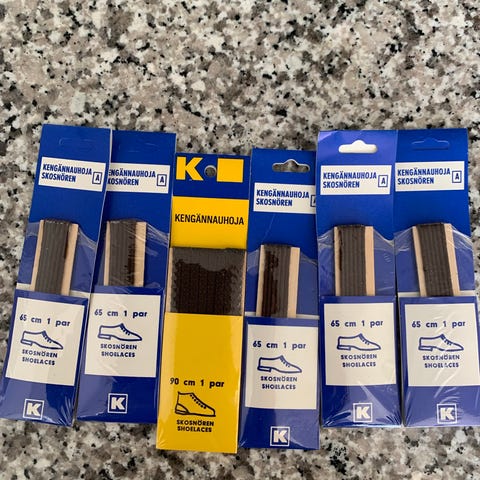 KENGÄNNAUHOJA
SKOSNÖREN
A
65 cm 1 par
SKOSNÖREN
SHOELACES
K
KENGÄNNAUHOJA
SKOSNÖREN
A
65 cm 1 par
SKOSNÖREN
SHOELACES
K
K
KENGÄNNAUHOJA
90 cm 1 par
SKOSNÖREN
SHOELACES
KENGÄNNAUHOJA
SKOSNÖREN
A
65 cm 1 par
SKOSNÖREN
SHOELACES
K
KENGÄNNAUHOJA
SKOSNÖREN
A
65 cm 1 par
SKOSNÖREN
SHOELACES
K
KENGÄNNAUHOJA
SKOSNÖREN
A
65 cm 1 par
SKOSNÖREN
SHOELACES
K